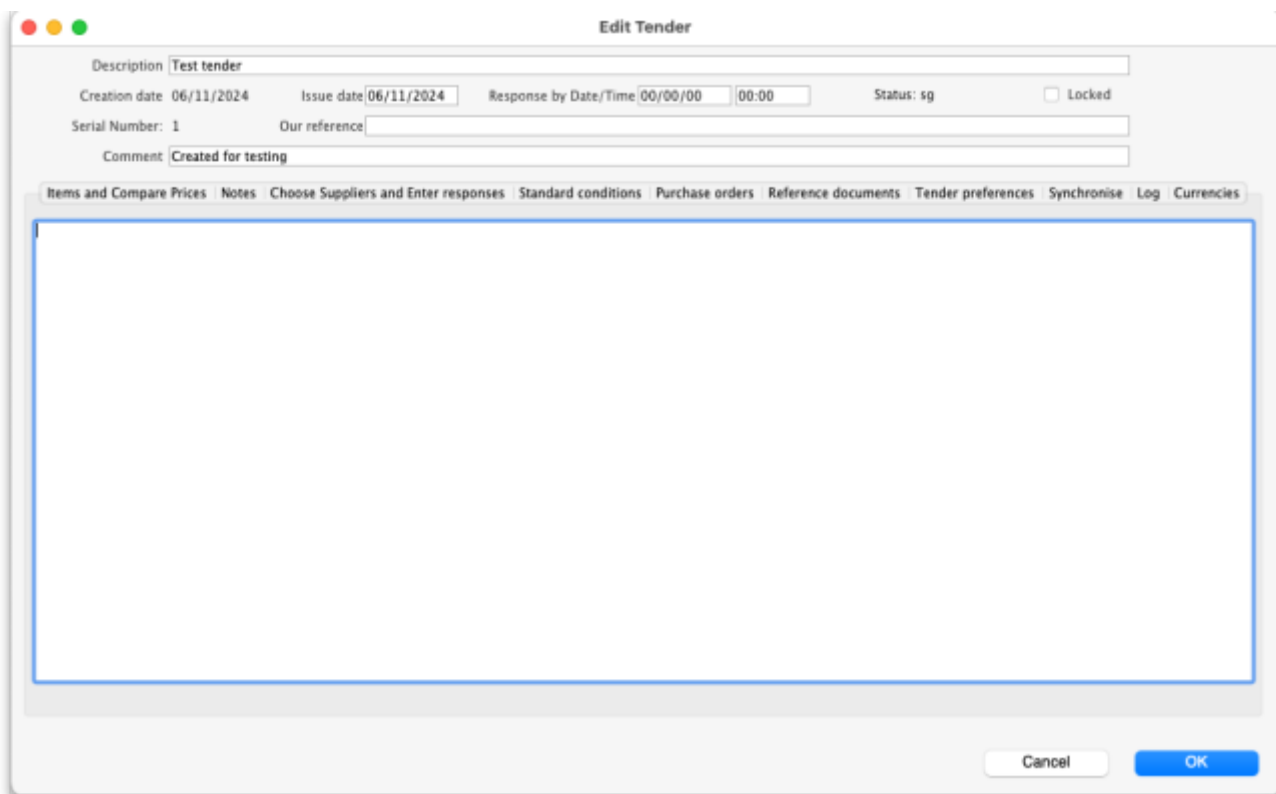 Edit Tender
Description Test tender
Creation date 06/11/2024 Issue date 06/11/2024 Response by Date/Time 00/00/00 00:00 Status: sg Locked
Serial Number: 1 Our reference
Comment Created for testing
Items and Compare Prices Notes Choose Suppliers and Enter responses Standard conditions Purchase orders Reference documents Tender preferences Synchronise Log Currencies
Cancel OK